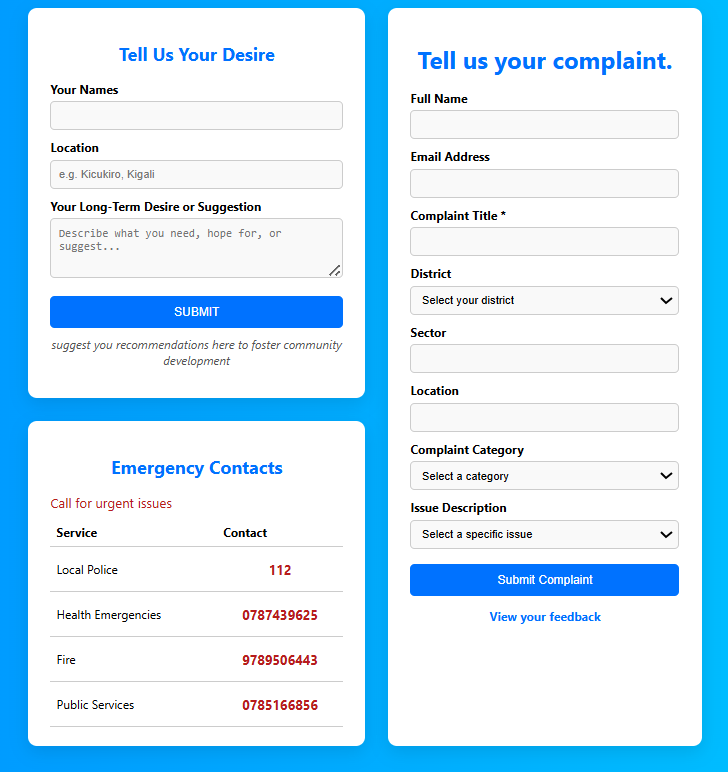 Tell Us Your Desire
Your Names
Location
e.g. Kicukiro, Kigali
Your Long-Term Desire or Suggestion
Describe what you need, hope for, or
suggest...
SUBMIT
suggest you recommendations here to foster community
development
Emergency Contacts
Call for urgent issues
Service Contact
Local Police 112
Health Emergencies 0787439625
Fire 9789506443
Public Services 0785166856
Tell us your complaint.
Full Name
Email Address
Complaint Title *
District
Select your district
Sector
Location
Complaint Category
Select a category
Issue Description
Select a specific issue
Submit Complaint
View your feedback